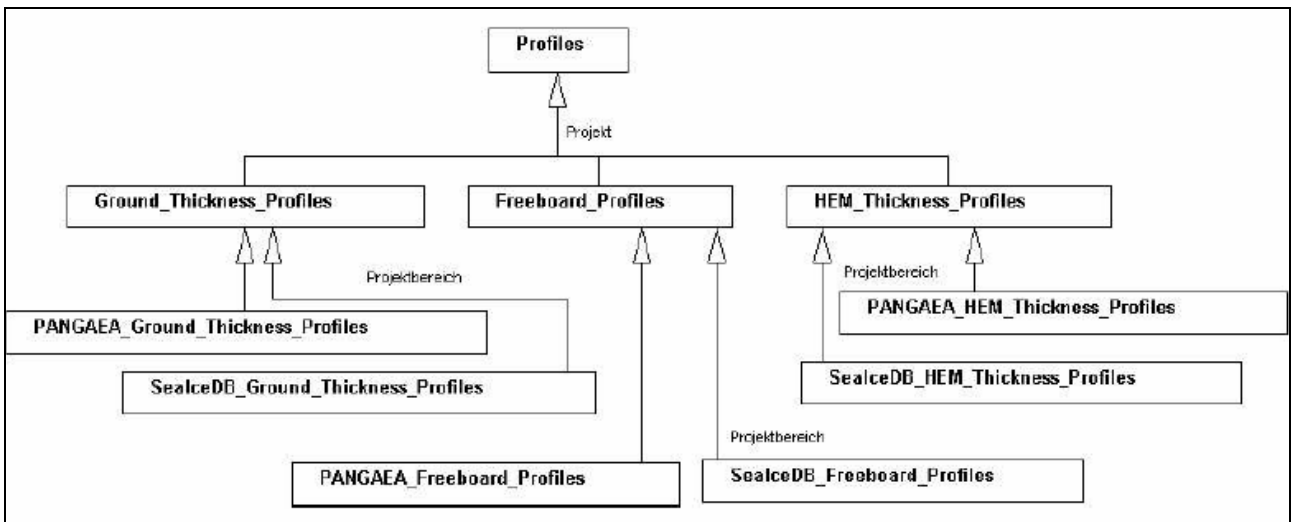 Profiles
Projekt
Ground_Thickness_Profiles
Freeboard_Profiles
HEM_Thickness_Profiles
Projektbereich
Projektbereich
PANGAEA_HEM_Thickness_Profiles
PANGAEA_Ground_Thickness_Profiles
SeaIceDB_Ground_Thickness_Profiles
SeaIceDB_HEM_Thickness_Profiles
Projektbereich
PANGAEA_Freeboard_Profiles
SeaIceDB_Freeboard_Profiles